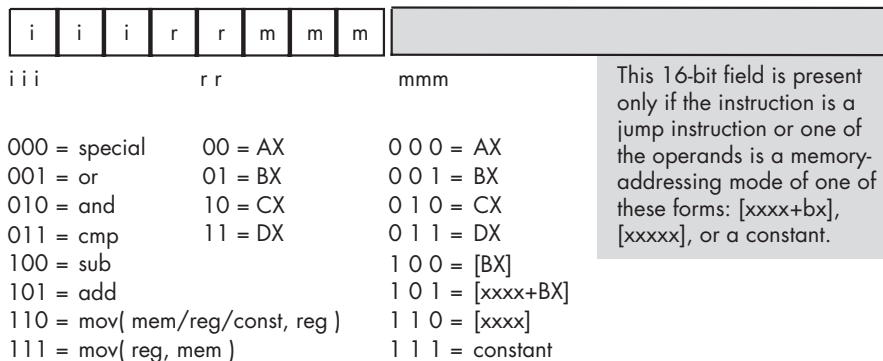 i i i r r m m m
i i i r r mmm
000 = special 00 = AX 0 0 0 = AX
001 = or 01 = BX 0 0 1 = BX
010 = and 10 = CX 0 1 0 = CX
011 = cmp 11 = DX 0 1 1 = DX
100 = sub 1 0 0 = [BX]
101 = add 1 0 1 = [xxxx+BX]
110 = mov( mem/reg/const, reg ) 1 1 0 = [xxxx]
111 = mov( reg, mem ) 1 1 1 = constant
This 16-bit field is present
only if the instruction is a
jump instruction or one of
the operands is a memory-
addressing mode of one of
these forms: [xxxx+bx],
[xxxxx], or a constant.